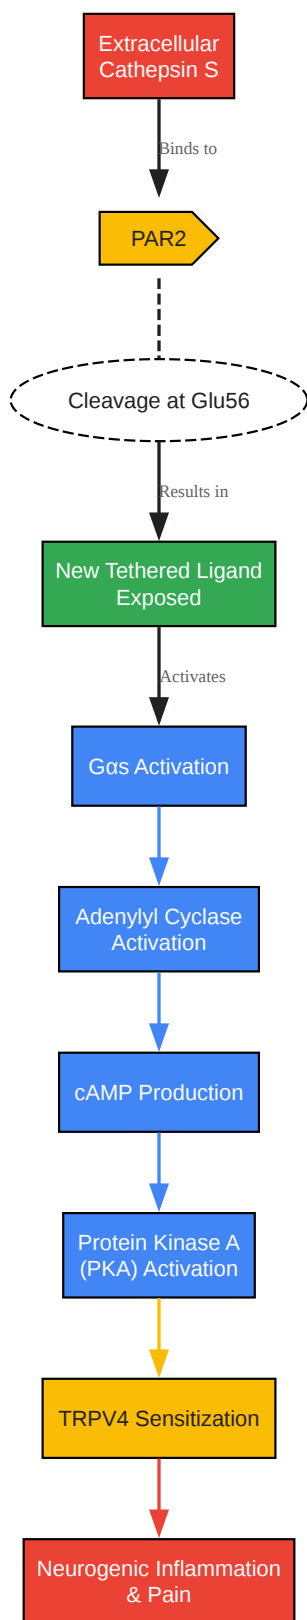 Extracellular
Cathepsin S
Binds to
PAR2
Cleavage at Glu56
Results in
New Tethered Ligand
Exposed
Activates
Gαs Activation
Adenylyl Cyclase
Activation
cAMP Production
Protein Kinase A
(PKA) Activation
TRPV4 Sensitization
Neurogenic Inflammation
& Pain